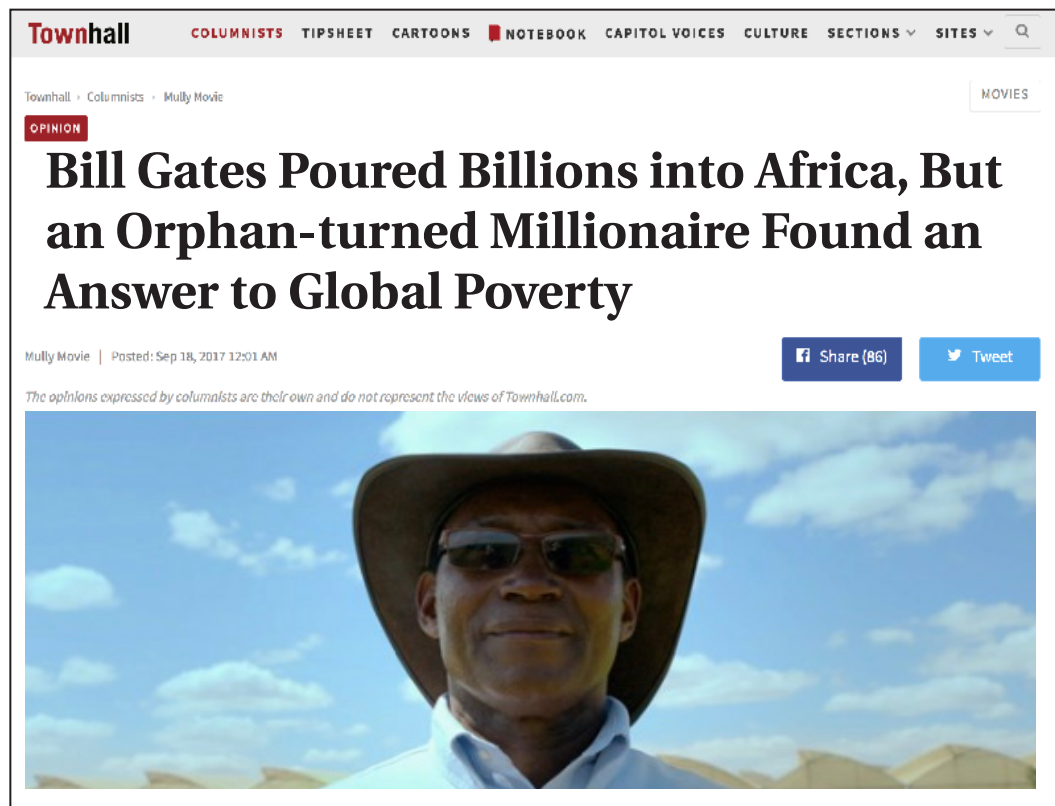 Townhall COLUMNISTS TIPSHEET CARTOONS NOTEBOOK CAPITOL VOICES CULTURE SECTIONS SITES
Townhall › Columnists › Mully Movie MOVIES
OPINION
Bill Gates Poured Billions into Africa, But
an Orphan-turned Millionaire Found an
Answer to Global Poverty
Mully Movie | Posted: Sep 18, 2017 12:01 AM Share (86) Tweet
The opinions expressed by columnists are their own and do not represent the views of Townhall.com.